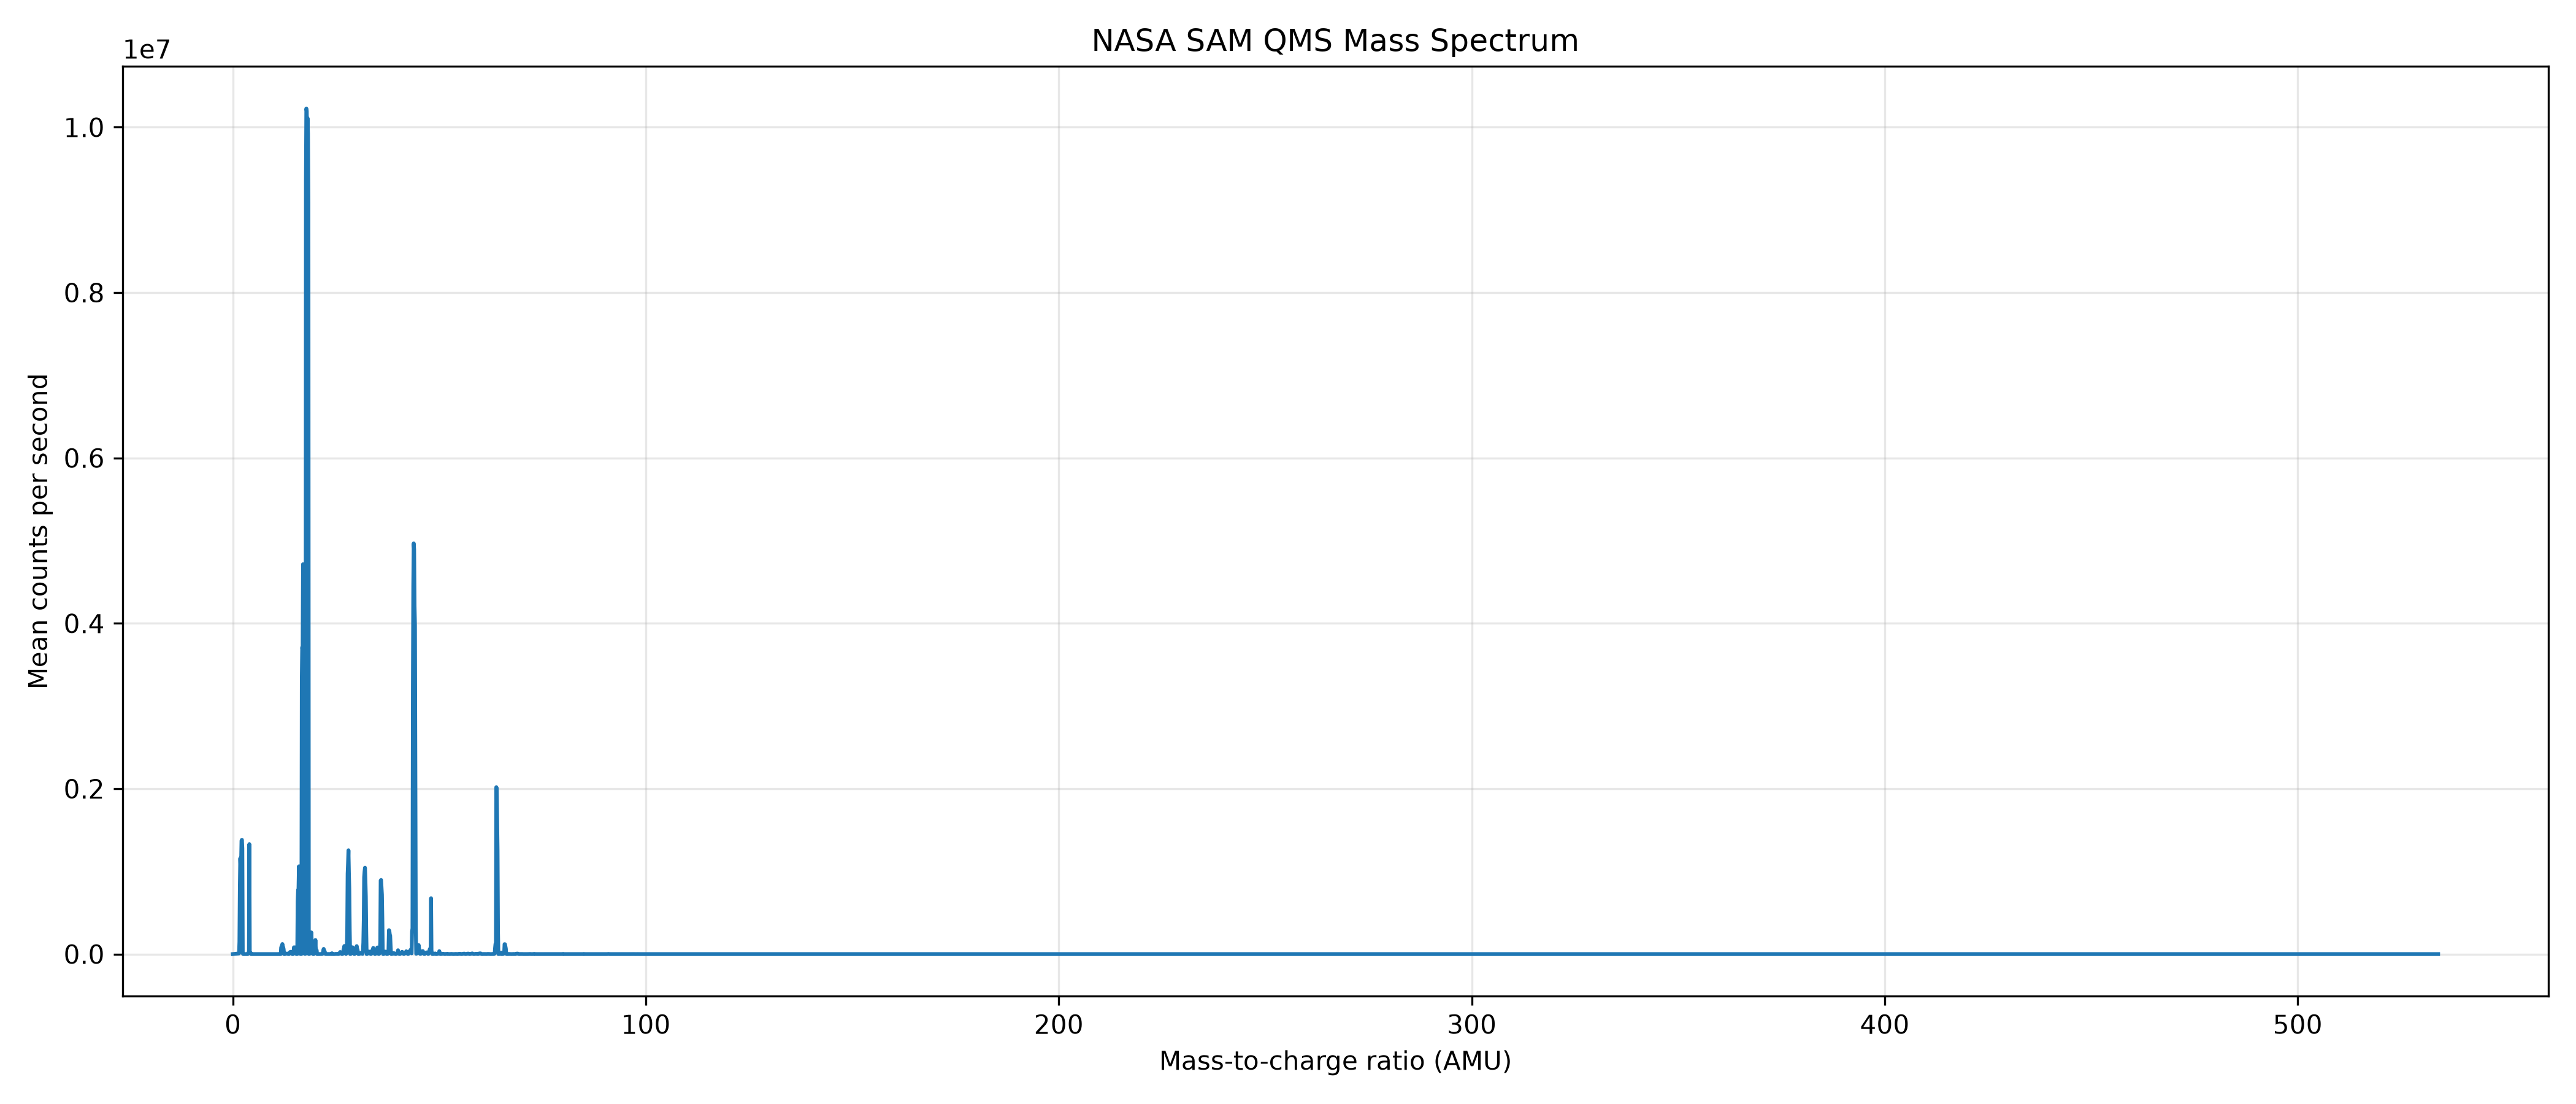 NASA SAM QMS Mass Spectrum
1e7
1.0
0.8
0.6
0.4
0.2
0.0
Mean counts per second
0 100 200 300 400 500
Mass-to-charge ratio (AMU)